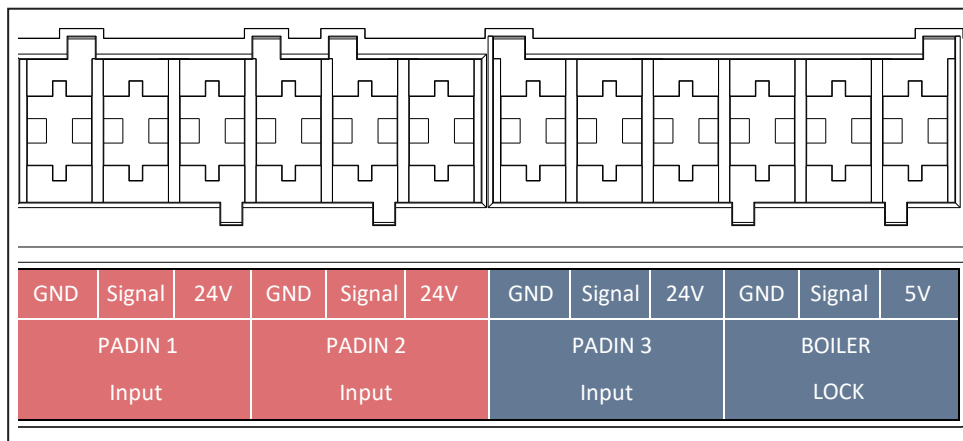 GND Signal 24V GND Signal 24V GND Signal 24V GND Signal 5V
PADIN 1 PADIN 2 PADIN 3 BOILER
Input Input Input LOCK